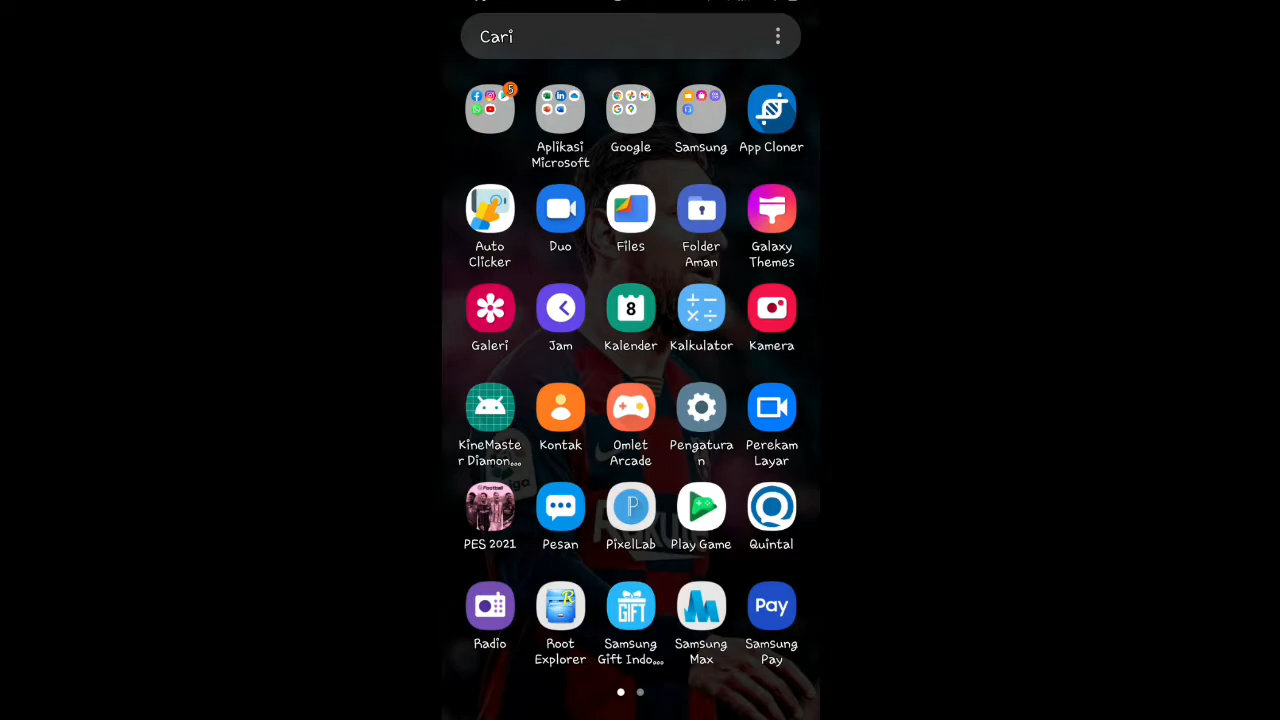 Cari
5
Aplikasi
Microsoft
Google
Samsung
App Cloner
Auto
Clicker
Duo
Files
Folder
Aman
Galaxy
Themes
Galeri
Jam
8
Kalender
Kalkulator
Kamera
KineMaste
r Diamon...
Kontak
Omlet
Arcade
Pengatura
n
Perekam
Layar
PES 2021
Pesan
P
PixelLab
Play Game
Quintal
Radio
R
Root
Explorer
GIFT
Samsung
Gift Indo...
Samsung
Max
Pay
Samsung
Pay